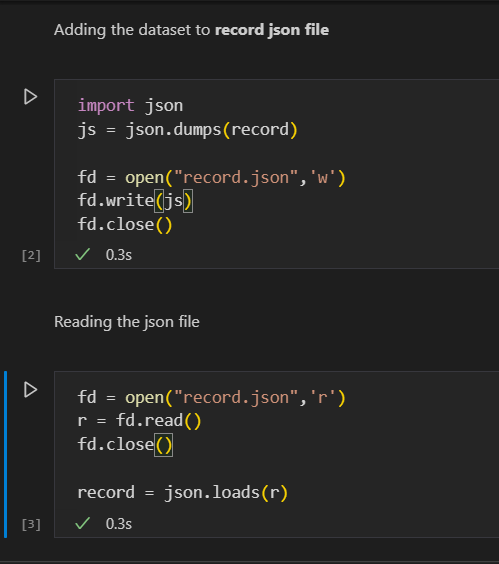 Adding the dataset to record json file
import json
js = json.dumps(record)
fd = open("record.json",'w')
fd.write(js)
fd.close()
[2]
0.3s
Reading the json file
fd = open("record.json",'r')
r = fd.read()
fd.close()
record = json.loads(r)
[3]
0.3s